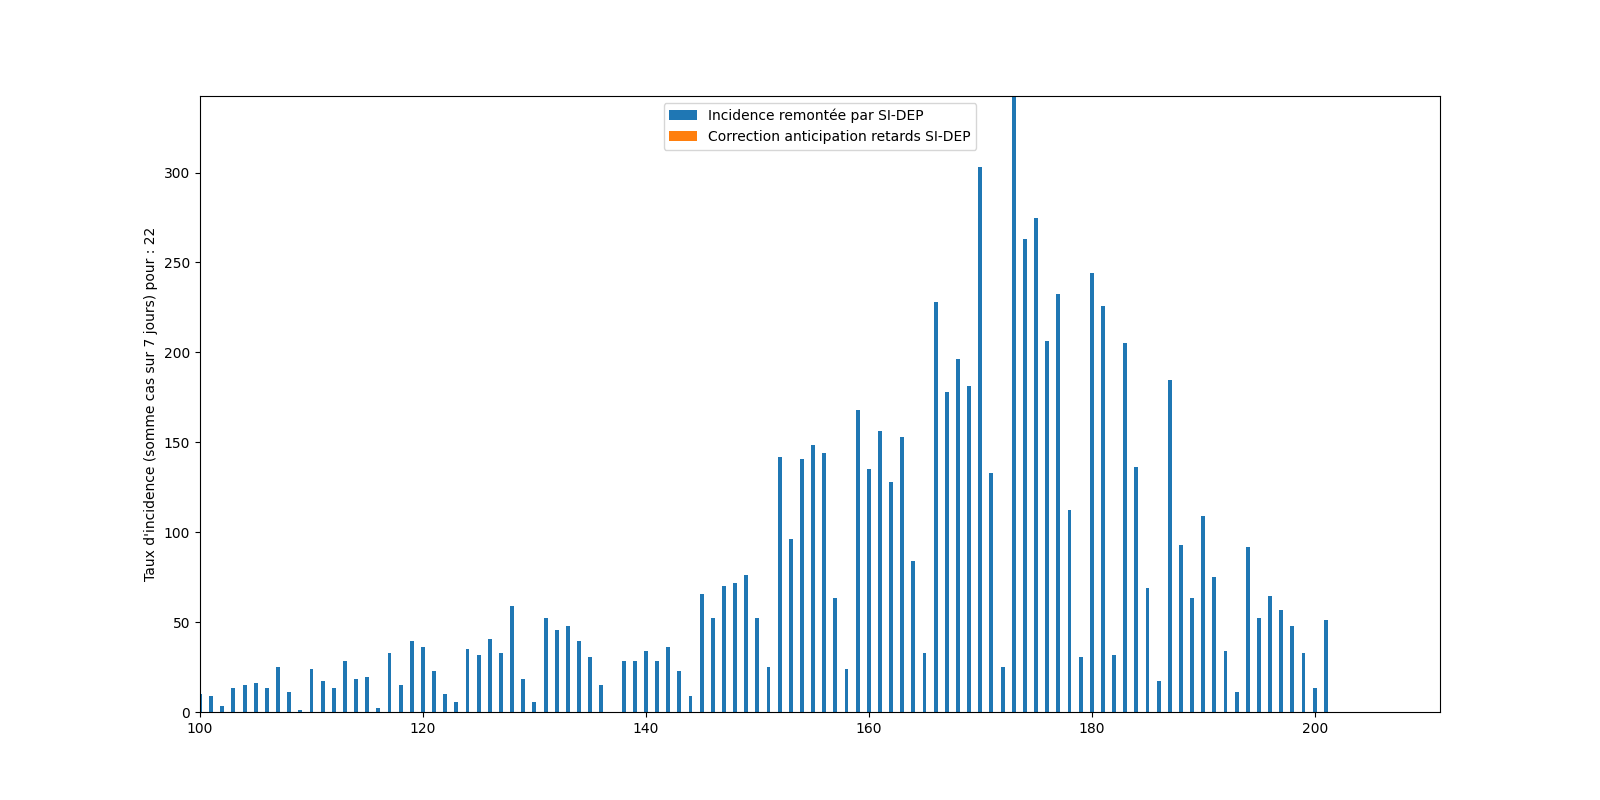 Incidence remontée par SI-DEP
Correction anticipation retards SI-DEP
Taux d'incidence (somme cas sur 7 jours) pour : 22
300
250
200
150
100
50
0
100 120 140 160 180 200